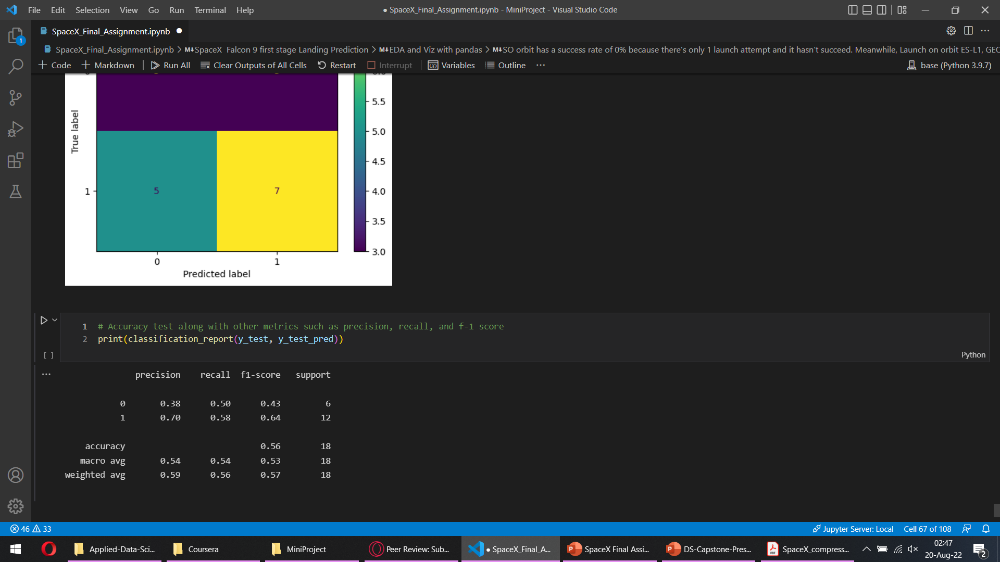 File Edit Selection View Go Run Terminal Help
● SpaceX_Final_Assignment.ipynb - MiniProject - Visual Studio Code
SpaceX_Final_Assignment.ipynb ●
SpaceX_Final_Assignment.ipynb > M↓SpaceX Falcon 9 first stage Landing Prediction > M↓EDA and Viz with pandas > M↓SO orbit has a success rate of 0% because there's only 1 launch attempt and it hasn't succeed. Meanwhile, Launch on orbit ES-L1, GEO
+ Code + Markdown | Run All Clear Outputs of All Cells Restart Interrupt | Variables Outline ··· base (Python 3.9.7)
1
5.5
5.0
4.5
4.0
3.5
3.0
True label
1
5 7
0 1
Predicted label
1 # Accuracy test along with other metrics such as precision, recall, and f-1 score
2 print(classification_report(y_test, y_test_pred))
[ ]
Python
··· precision recall f1-score support
0 0.38 0.50 0.43 6
1 0.70 0.58 0.64 12
accuracy 0.56 18
macro avg 0.54 0.54 0.53 18
weighted avg 0.59 0.56 0.57 18
46 33
Jupyter Server: Local Cell 67 of 108
Applied-Data-Sci... Coursera MiniProject Peer Review: Sub... ● SpaceX_Final_A... SpaceX Final Assi... DS-Capstone-Pres... SpaceX_compress...
02:47
20-Aug-22
2